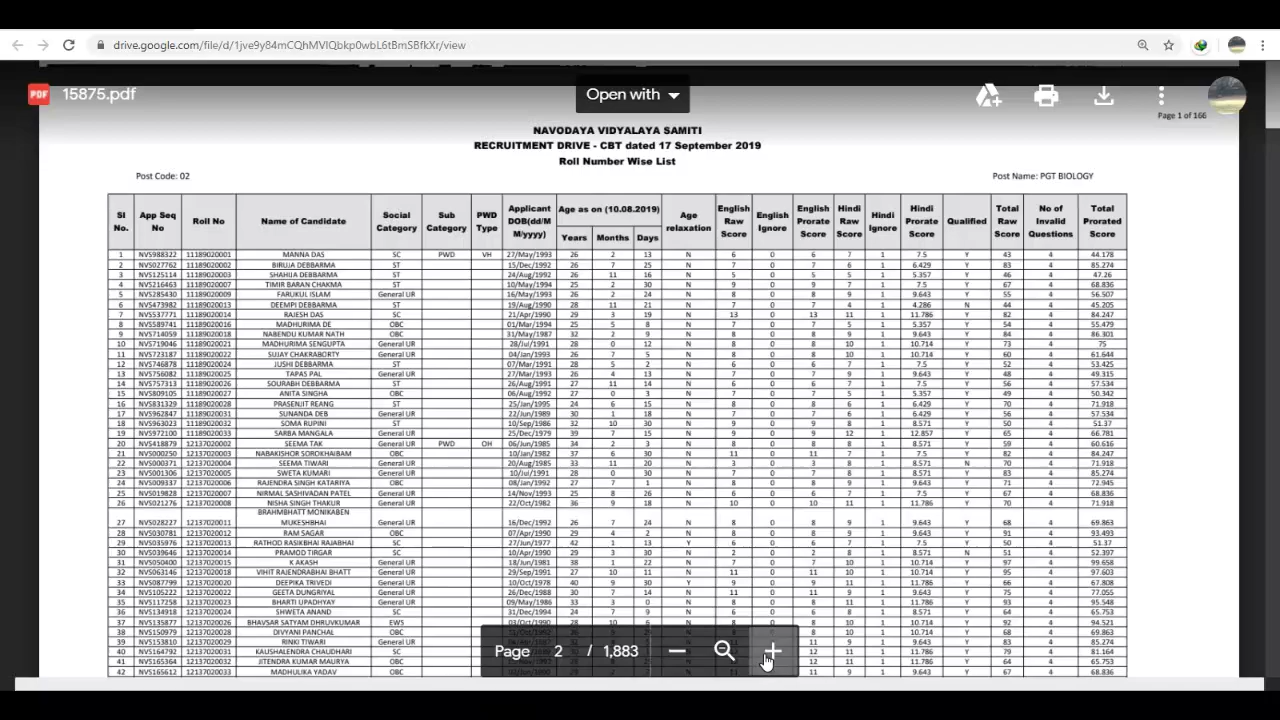 drive.google.com/file/d/1jve9y84mCQhMVlQbkp0wbL6tBmSBfkXr/view
PDF 15875.pdf Open with
Page 1 of 166
NAVODAYA VIDYALAYA SAMITI
RECRUITMENT DRIVE - CBT dated 17 September 2019
Roll Number Wise List
Post Code: 02 Post Name: PGT BIOLOGY
Sl No. App Seq No Roll No Name of Candidate Social Category Sub Category PWD Type Applicant DOB(dd/MM/yyyy) Age as on (10.08.2019) Years Months Days Age relaxation English Raw Score English Ignore English Prorate Score Hindi Raw Score Hindi Ignore Hindi Prorate Score Qualified Total Raw Score No of Invalid Questions Total Prorated Score
1 NVS988322 11189020001 MANNA DAS SC PWD VH 27/May/1993 26 2 13 N 6 0 6 7 1 7.5 Y 43 4 44.178
2 NVS027762 11189020002 BIRUJA DEBBARMA ST 15/Dec/1992 26 7 25 N 7 0 7 6 1 6.429 Y 83 4 85.274
3 NVS125114 11189020003 SHAHIJA DEBBARMA ST 24/Aug/1992 26 11 16 N 5 0 5 5 1 5.357 Y 46 4 47.26
4 NVS216463 11189020007 TIMIR BARAN CHAKMA ST 10/May/1994 25 2 30 N 9 0 9 7 1 7.5 Y 67 4 68.836
5 NVS285430 11189020009 FARUKUL ISLAM General UR 16/May/1993 26 2 24 N 8 0 8 9 1 9.643 Y 55 4 56.507
6 NVS473982 11189020013 DEEMPI DEBBARMA ST 19/Aug/1990 28 11 21 N 7 0 7 4 1 4.286 N 44 4 45.205
7 NVS537771 11189020014 RAJESH DAS SC 21/Apr/1990 29 3 19 N 13 0 13 11 1 11.786 Y 82 4 84.247
8 NVS589741 11189020016 MADHURIMA DE OBC 01/Mar/1994 25 5 8 N 7 0 7 5 1 5.357 Y 54 4 55.479
9 NVS714059 11189020018 NABENDU KUMAR NATH OBC 31/May/1987 32 2 9 N 8 0 8 9 1 9.643 Y 84 4 86.301
10 NVS719046 11189020021 MADHURIMA SENGUPTA General UR 28/Jul/1991 28 0 12 N 8 0 8 10 1 10.714 Y 73 4 75
11 NVS723187 11189020022 SUJAY CHAKRABORTY General UR 04/Jan/1993 26 7 5 N 8 0 8 10 1 10.714 Y 60 4 61.644
12 NVS746878 11189020024 JUSHI DEBBARMA ST 07/Mar/1991 28 5 2 N 7 0 7 7 1 7.5 Y 52 4 53.425
13 NVS756082 11189020025 TAPAS PAL General UR 28/Mar/1993 26 4 13 N 7 0 7 9 1 9.643 Y 48 4 49.315
14 NVS757313 11189020026 SOURABH DEBBARMA ST 26/Aug/1991 27 11 14 N 6 0 6 7 1 7.5 Y 56 4 57.534
15 NVS809105 11189020027 ANITA SINGHA OBC 06/Aug/1992 27 0 3 N 7 0 7 5 1 5.357 Y 49 4 50.342
16 NVS831329 11189020028 PRASENJIT REANG ST 25/Jan/1995 24 6 15 N 8 0 8 6 1 6.429 Y 70 4 71.918
17 NVS962847 11189020031 SUNANDA DEB General UR 22/Jun/1989 30 1 18 N 7 0 7 6 1 6.429 Y 56 4 57.534
18 NVS963023 11189020032 SOMA RUPINI ST 10/Sep/1986 32 10 30 N 9 0 9 8 1 8.571 Y 50 4 51.37
19 NVS972100 11189020033 SARBA MANGALA General UR 25/Dec/1979 39 7 15 N 9 0 9 12 1 12.857 Y 65 4 66.781
20 NVS418879 12137020002 SEEMA TAK General UR PWD OH 06/Jun/1985 34 2 3 N 8 0 8 8 1 8.571 Y 59 4 60.616
21 NVS000250 12137020003 NABAKISHOR SOROKHAIBAM OBC 10/Jan/1982 37 6 30 N 11 0 11 7 1 7.5 Y 82 4 84.247
22 NVS000371 12137020004 SEEMA TIWARI General UR 20/Aug/1985 33 11 20 N 3 0 3 8 1 8.571 N 70 4 71.918
23 NVS001306 12137020005 SWETA KUMARI General UR 10/Jul/1991 28 0 30 N 7 0 7 8 1 8.571 Y 83 4 85.274
24 NVS009337 12137020006 RAJENDRA SINGH KATARIYA OBC 08/Jan/1992 27 7 1 N 8 0 8 9 1 9.643 Y 71 4 72.945
25 NVS019828 12137020007 NIRMAL SASHIVADAN PATEL General UR 14/Nov/1993 25 8 26 N 6 0 6 7 1 7.5 Y 67 4 68.836
26 NVS021276 12137020008 NISHA SINGH THAKUR General UR 22/Oct/1982 36 9 18 N 10 0 10 11 1 11.786 Y 70 4 71.918
27 NVS028227 12137020011 BRAHMBHATT MONIKABEN MUKESHBHAI General UR 16/Dec/1992 26 7 24 N 8 0 8 9 1 9.643 Y 68 4 69.863
28 NVS030781 12137020012 RAM SAGAR OBC 07/Apr/1990 29 4 2 N 8 0 8 9 1 9.643 Y 91 4 93.493
29 NVS035976 12137020013 RATHOD RASIKBHAI RAJABHAI SC 27/Jun/1977 42 1 13 Y 6 0 6 7 1 7.5 Y 50 4 51.37
30 NVS039646 12137020014 PRAMOD TIRGAR SC 10/Apr/1990 29 3 30 N 2 0 2 8 1 8.571 N 51 4 52.397
31 NVS050400 12137020015 K AKASH General UR 18/Jun/1981 38 1 22 N 7 0 7 10 1 10.714 Y 97 4 99.658
32 NVS063146 12137020018 VIHIT RAJENDRABHAI BHATT General UR 29/Sep/1991 27 10 11 N 11 0 11 10 1 10.714 Y 95 4 97.603
33 NVS087799 12137020020 DEEPIKA TRIVEDI General UR 10/Oct/1978 40 9 30 Y 9 0 9 11 1 11.786 Y 66 4 67.808
34 NVS105222 12137020022 GEETA DUNGRIYAL General UR 26/Dec/1988 30 7 14 N 11 0 11 8 1 8.571 Y 75 4 77.055
35 NVS117258 12137020023 BHARTI UPADHYAY General UR 09/May/1986 33 3 0 N 8 0 8 11 1 11.786 Y 93 4 95.548
36 NVS134918 12137020024 SHWETA ANAND OBC 31/Dec/1994 24 7 9 N 6 0 6 8 1 8.571 Y 64 4 65.753
37 NVS135877 12137020026 BHAVSAR SATYAM DHRUVKUMAR EWS 8 11 1 11.786 Y 92 4 94.521
38 NVS150979 12137020028 DIVYANI PANCHAL OBC 8 10 1 10.714 Y 68 4 69.863
39 NVS153810 12137020029 RINKI TIWARI General UR 11 9 1 9.643 Y 83 4 85.274
40 NVS164792 12137020031 KAUSHALENDRA CHAUDHARI SC 12 11 1 11.786 Y 79 4 81.164
41 NVS165364 12137020032 JITENDRA KUMAR MAURYA OBC 12 11 1 11.786 Y 64 4 65.753
42 NVS165612 12137020033 MADHULIKA YADAV OBC 11 9 1 9.643 Y 67 4 68.836
Page 2 / 1,883